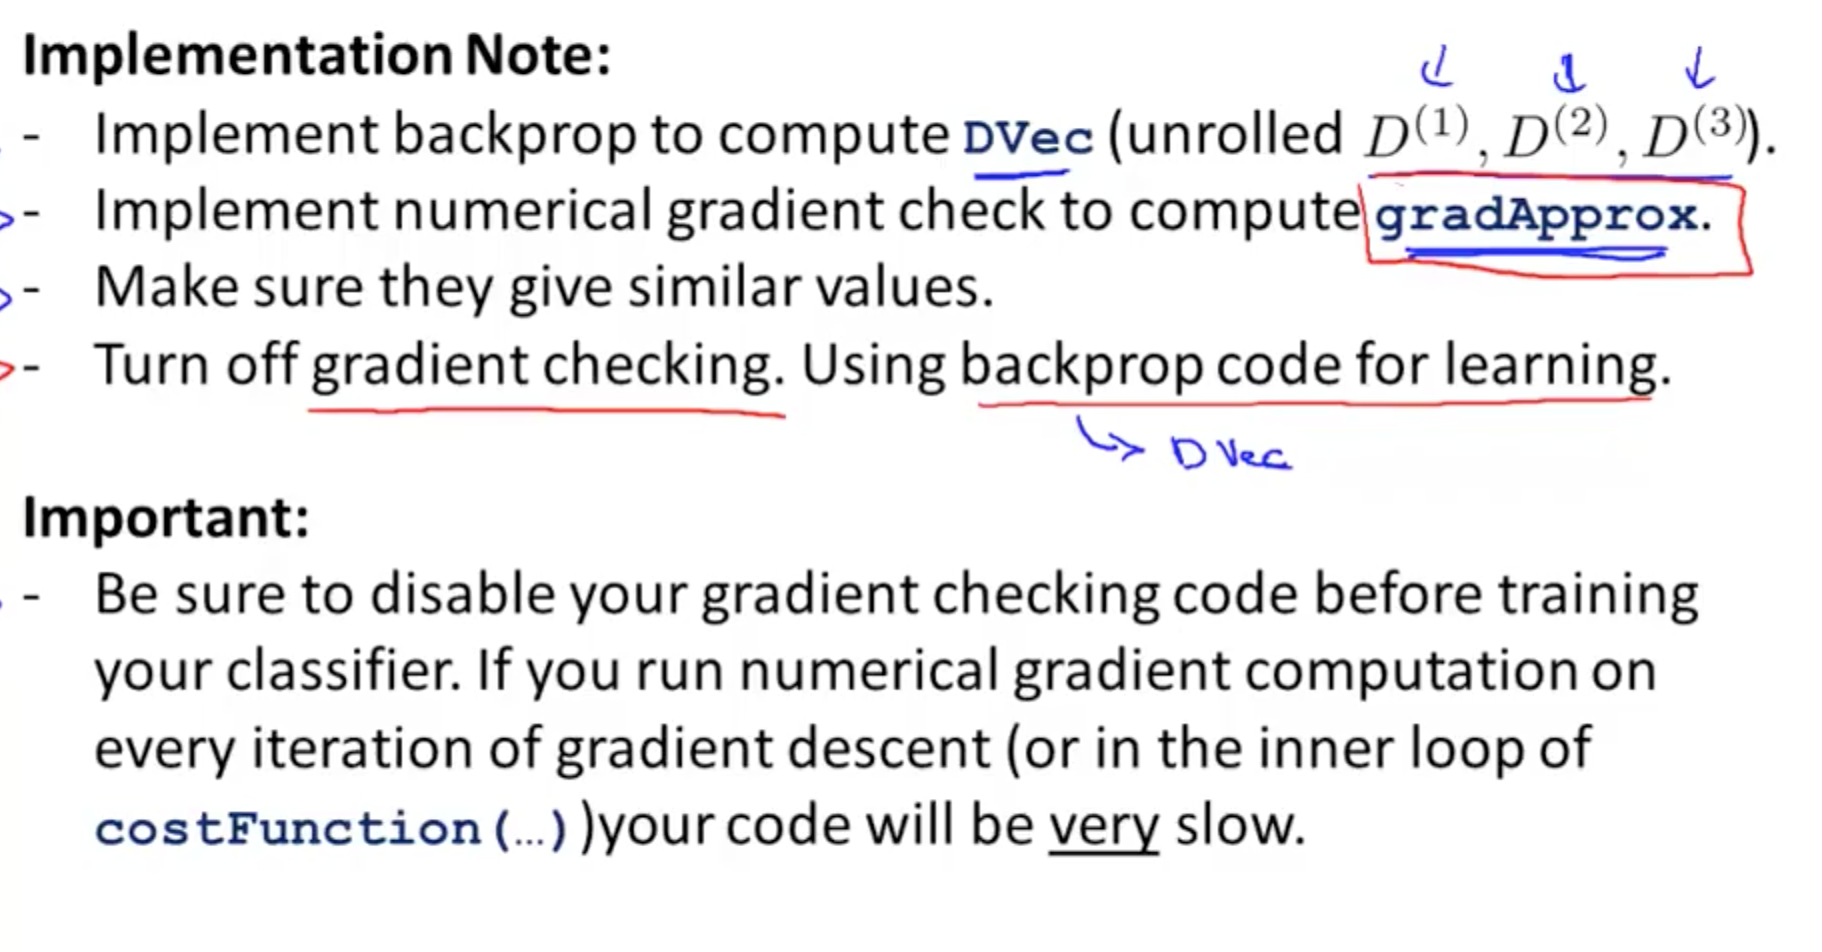 Implementation Note:
- Implement backprop to compute DVec (unrolled D(1), D(2), D(3)).
- Implement numerical gradient check to compute gradApprox.
- Make sure they give similar values.
- Turn off gradient checking. Using backprop code for learning.
DVec
Important:
- Be sure to disable your gradient checking code before training
your classifier. If you run numerical gradient computation on
every iteration of gradient descent (or in the inner loop of
costFunction(…))your code will be very slow.